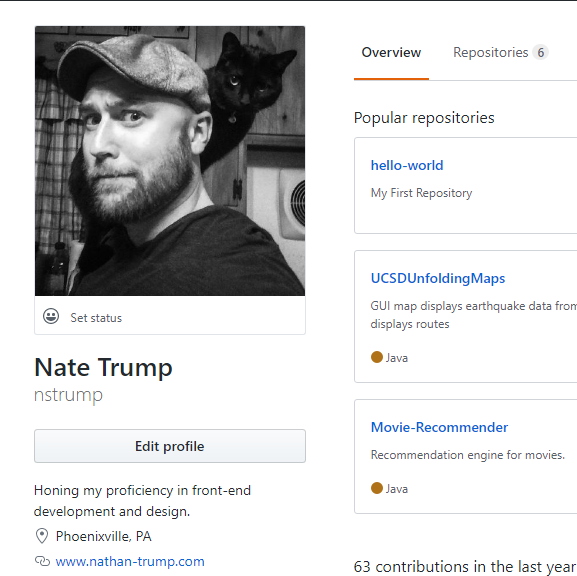 Overview
Repositories 6
Popular repositories
hello-world
My First Repository
UCSDUnfoldingMaps
GUI map displays earthquake data from
displays routes
Java
Movie-Recommender
Recommendation engine for movies.
Java
63 contributions in the last year
Set status
Nate Trump
nstrump
Edit profile
Honing my proficiency in front-end
development and design.
Phoenixville, PA
www.nathan-trump.com